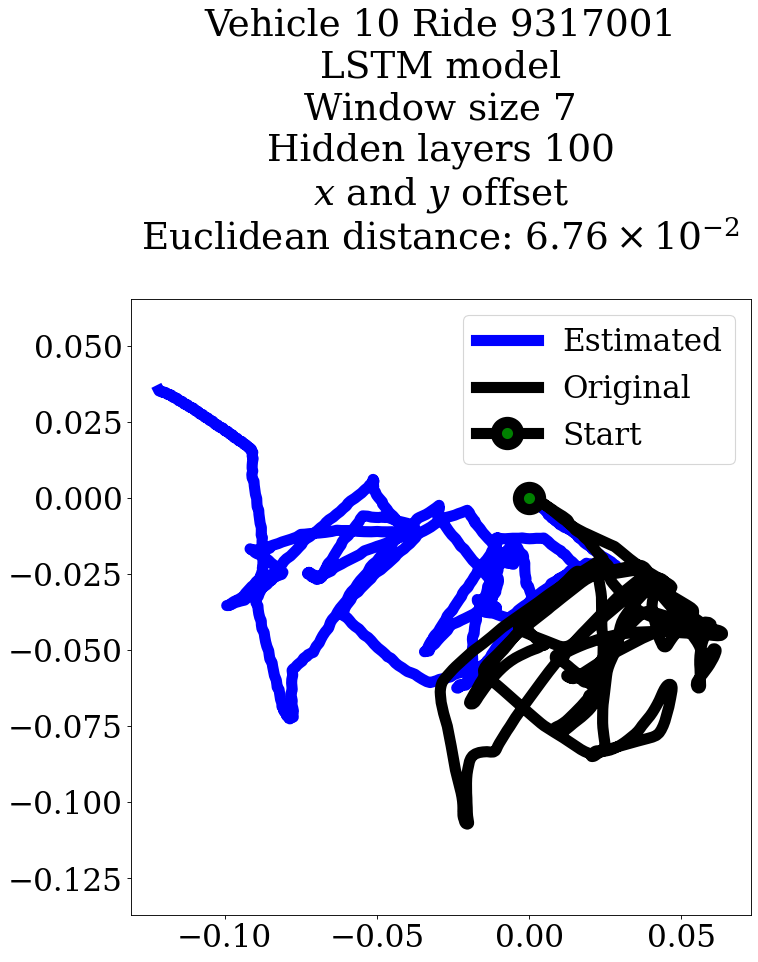 Vehicle 10 Ride 9317001
LSTM model
Window size 7
Hidden layers 100
x and y offset
Euclidean distance: 6.76 × 10⁻²
Estimated
Original
Start
0.050
0.025
0.000
−0.025
−0.050
−0.075
−0.100
−0.125
−0.10
−0.05
0.00
0.05